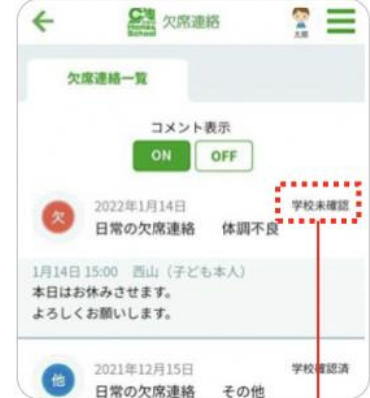 欠席連絡
太郎
欠席連絡一覧
コメント表示
ON OFF
欠 2022年1月14日 学校未確認
日常の欠席連絡 体調不良
1月14日 15:00 西山（子ども本人）
本日はお休みさせます。
よろしくお願いします。
他 2021年12月15日 学校確認済
日常の欠席連絡 その他